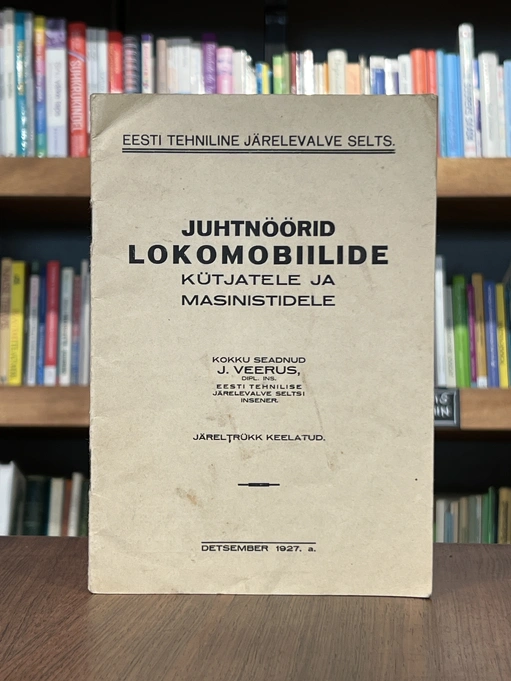 EESTI TEHNILINE JÄRELEVALVE SELTS.
JUHTNÖÖRID
LOKOMOBIILIDE
KÜTJATELE JA
MASINISTIDELE
KOKKU SEADNUD
J. VEERUS,
DIPL. INS.
EESTI TEHNILISE
JÄRELEVALVE SELTSI
INSENER.
JÄRELTRÜKK KEELATUD.
DETSEMBER 1927. a.